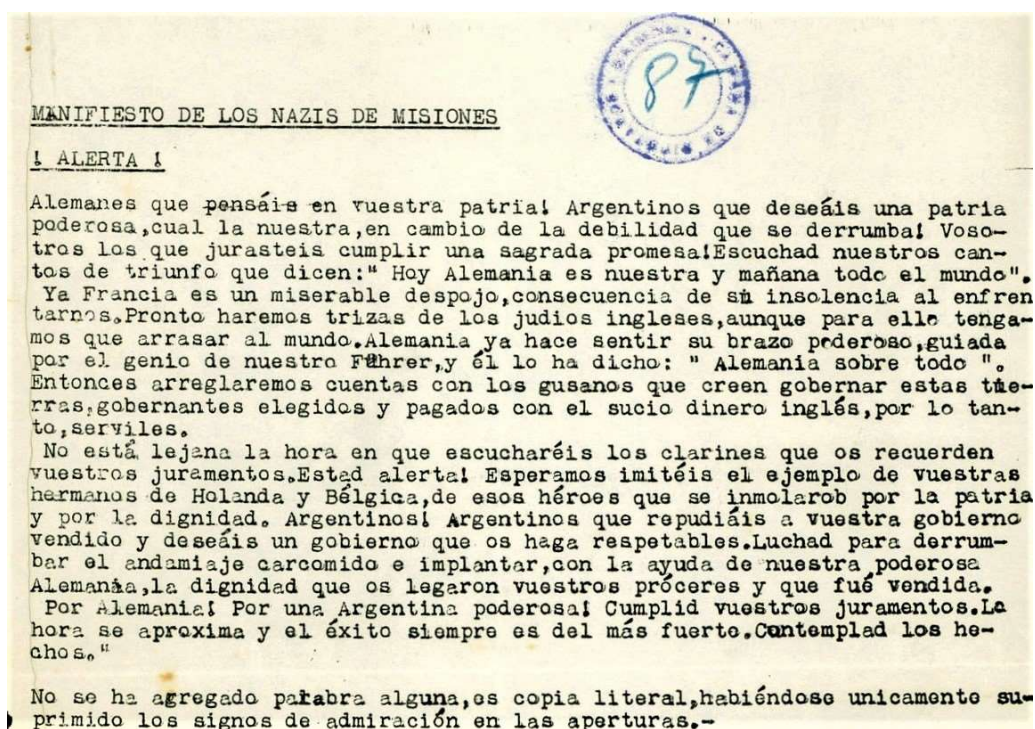 87
CAMARA DE DIPUTADOS
MANIFIESTO DE LOS NAZIS DE MISIONES
¡ ALERTA !
Alemanes que pensáis en vuestra patria! Argentinos que deseáis una patria
poderosa,cual la nuestra,en cambio de la debilidad que se derrumba! Voso-
tros los que jurasteis cumplir una sagrada promesa!Escuchad nuestros can-
tos de triunfo que dicen:" Hoy Alemania es nuestra y mañana todo el mundo".
Ya Francia es un miserable despojo,consecuencia de su insolencia al enfren
tarnos.Pronto haremos trizas de los judios ingleses,aunque para ello tenga-
mos que arrasar al mundo.Alemania ya hace sentir su brazo poderoso,guiada
por el genio de nuestro Führer,y él lo ha dicho: " Alemania sobre todo ".
Entonces arreglaremos cuentas con los gusanos que creen gobernar estas tie-
rras,gobernantes elegidos y pagados con el sucio dinero inglés,por lo tan-
to,serviles.
No está lejana la hora en que escucharéis los clarines que os recuerden
vuestros juramentos.Estad alerta! Esperamos imitéis el ejemplo de vuestras
hermanos de Holanda y Bélgica,de esos héroes que se inmolarob por la patria
y por la dignidad. Argentinos! Argentinos que repudiáis a vuestra gobierno
vendido y deseáis un gobierno que os haga respetables.Luchad para derrum-
bar el andamiaje carcomido e implantar,con la ayuda de nuestra poderosa
Alemania,la dignidad que os legaron vuestros próceres y que fué vendida.
Por Alemania! Por una Argentina poderosa! Cumplid vuestros juramentos.La
hora se aproxima y el éxito siempre es del más fuerte.Contemplad los he-
chos."
No se ha agregado palabra alguna,es copia literal,habiéndose unicamente su-
primido los signos de admiración en las aperturas.-